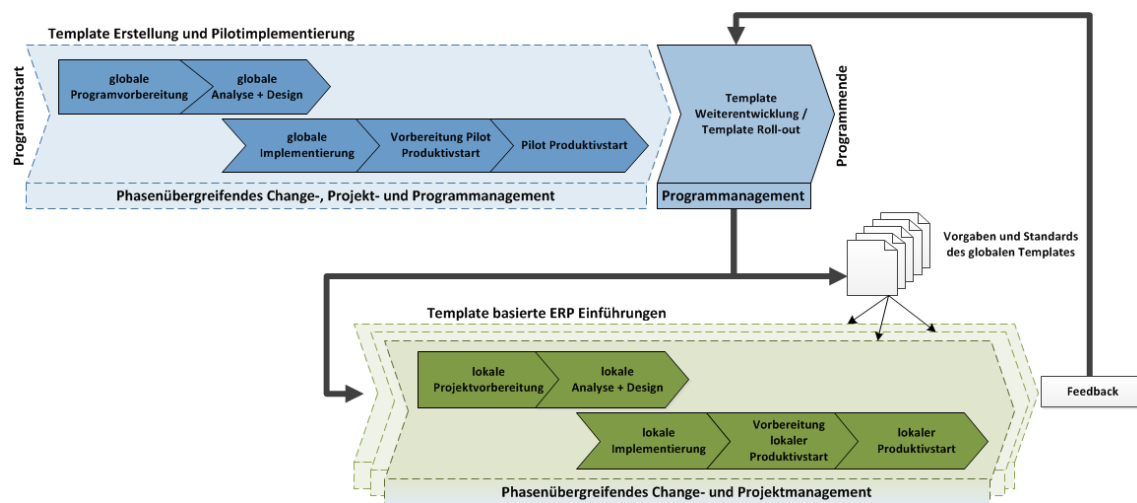 Template Erstellung und Pilotimplementierung
Programmstart
globale
Programvorbereitung
globale
Analyse + Design
globale
Implementierung
Vorbereitung Pilot
Produktivstart
Pilot Produktivstart
Phasenübergreifendes Change-, Projekt- und Programmanagement
Template
Weiterentwicklung /
Template Roll-out
Programmanagement
Programmende
Vorgaben und Standards
des globalen Templates
Template basierte ERP Einführungen
lokale
Projektvorbereitung
lokale
Analyse + Design
lokale
Implementierung
Vorbereitung
lokaler
Produktivstart
lokaler
Produktivstart
Phasenübergreifendes Change- und Projektmanagement
Feedback